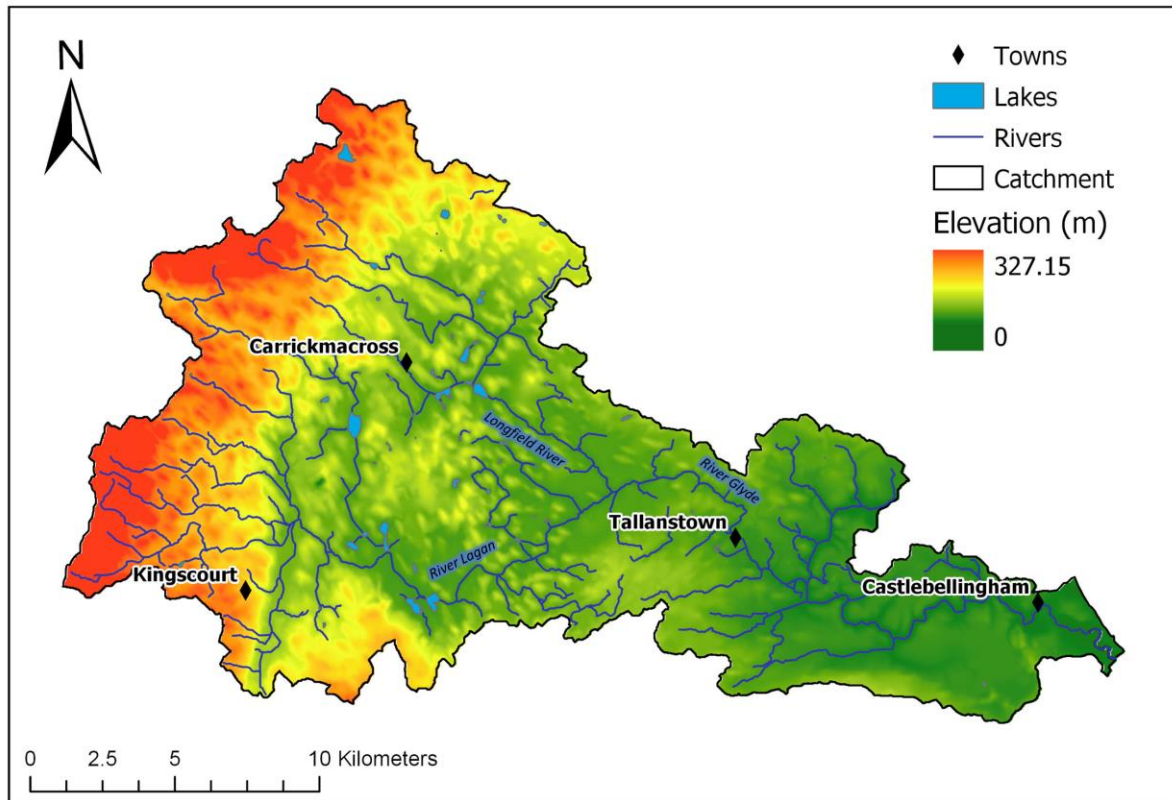 N
Towns
Lakes
Rivers
Catchment
Elevation (m)
327.15
0
Carrickmacross
Longfield River
River Glyde
Tallanstown
River Lagan
Kingscourt
Castlebellingham
0 2.5 5 10 Kilometers